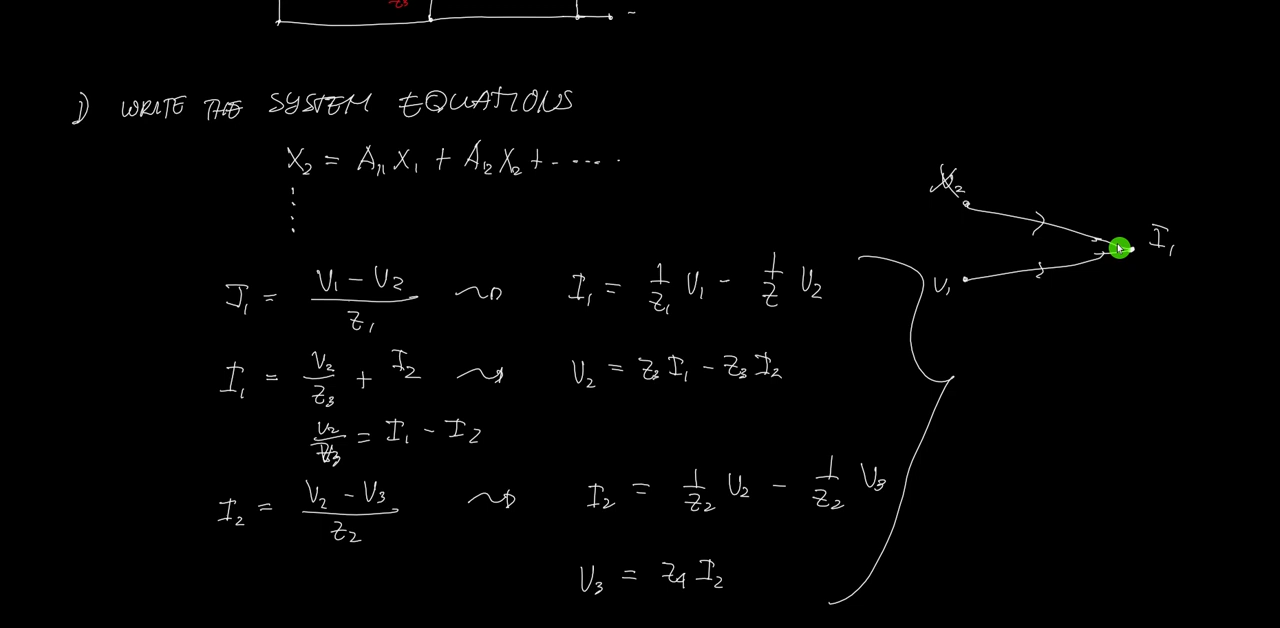 Z3
1) WRITE THE SYSTEM EQUATIONS
X2 = A11 X1 + A12 X2 + ......
I1 = (V1 - V2) / Z1 ⇝ I1 = 1/Z1 V1 - 1/Z V2
I1 = V2/Z3 + I2 ⇝ V2 = Z3 I1 - Z3 I2
= I1 - I2
I2 = (V2 - V3) / Z2 ⇝ I2 = 1/Z2 V2 - 1/Z2 V3
V3 = Z4 I2
I1
V1